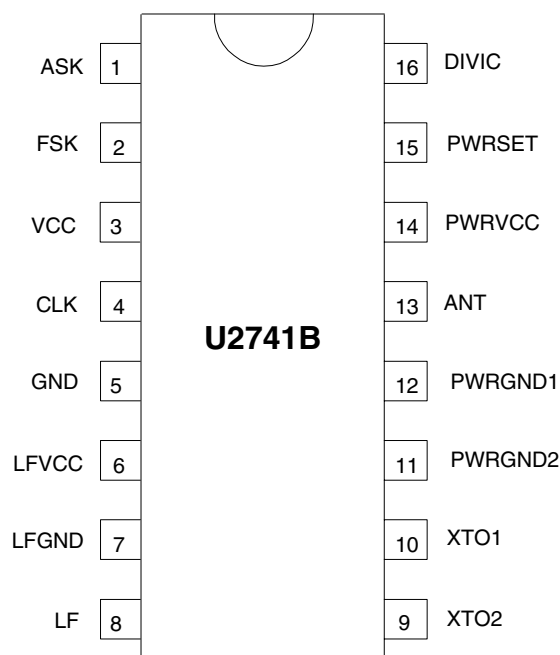 ASK 1 16 DIVIC
FSK 2 15 PWRSET
VCC 3 14 PWRVCC
CLK 4 13 ANT
U2741B
GND 5 12 PWRGND1
LFVCC 6 11 PWRGND2
LFGND 7 10 XTO1
LF 8 9 XTO2